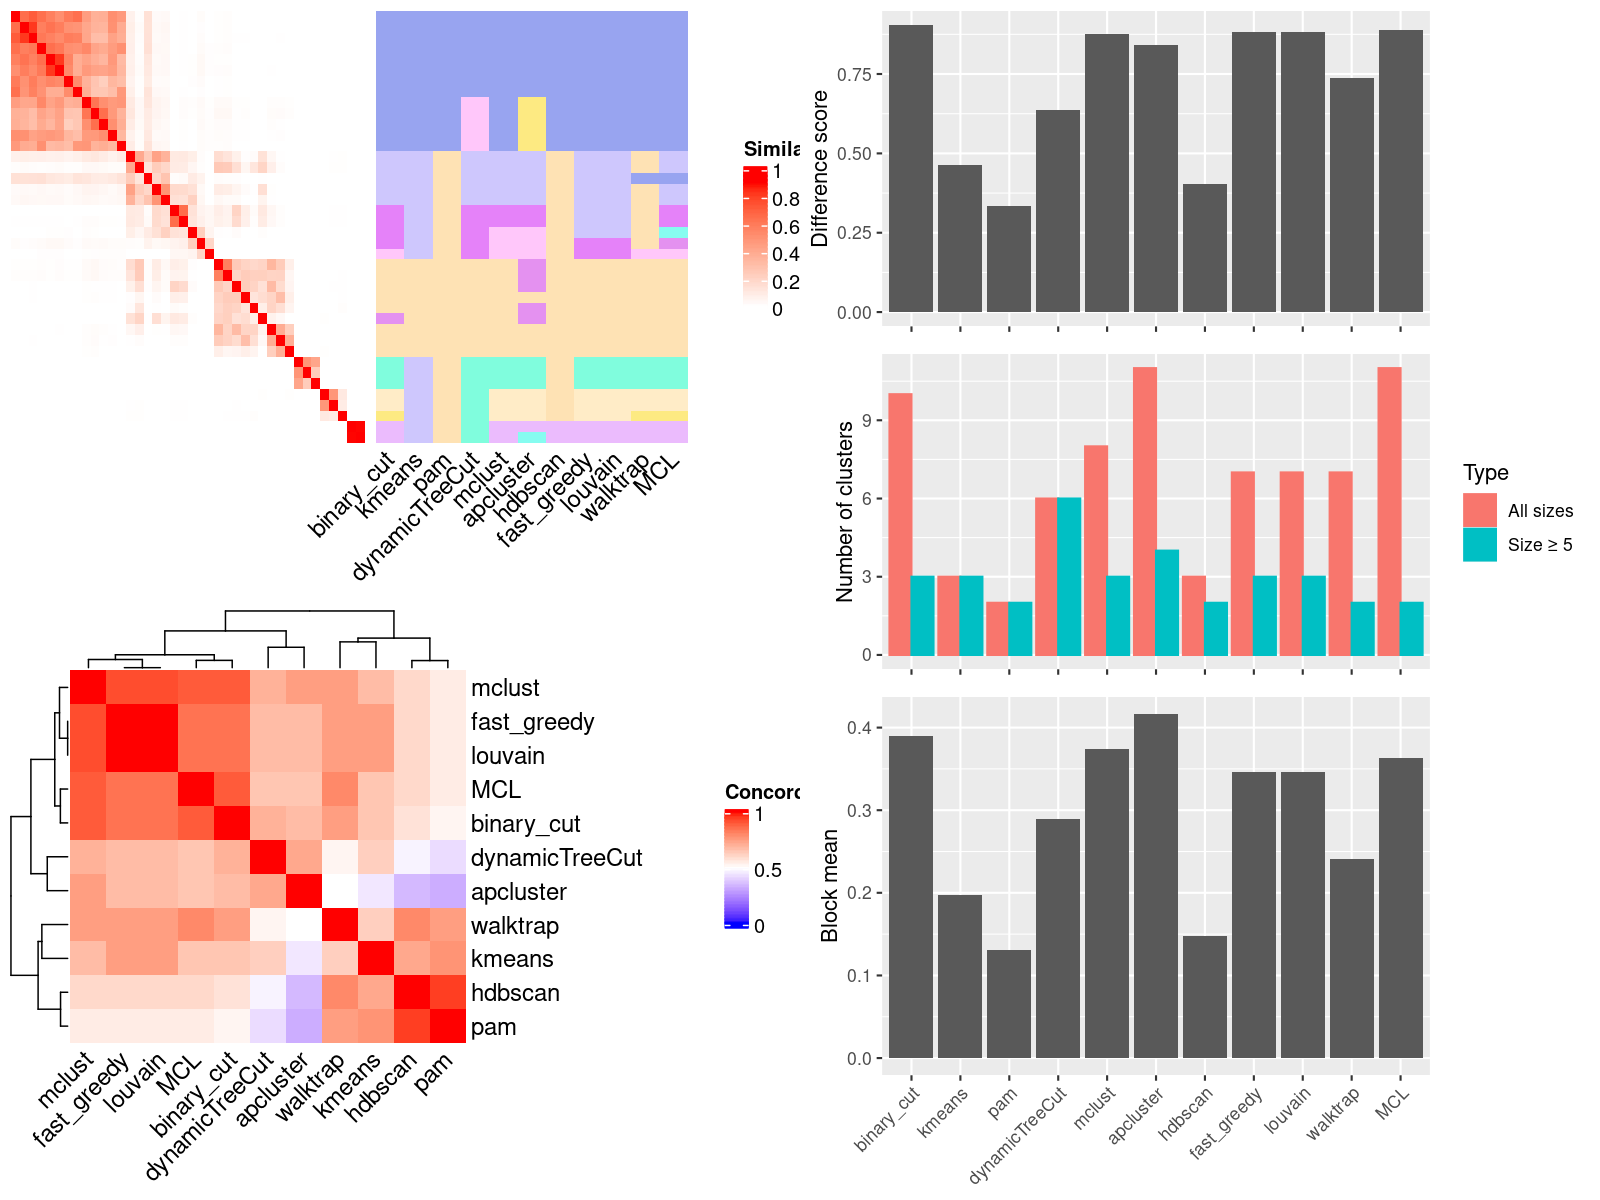 Simila
1
0.8
0.6
0.4
0.2
0
binary_cut
kmeans
pam
dynamicTreeCut
mclust
apcluster
hdbscan
fast_greedy
louvain
walktrap
MCL
mclust
fast_greedy
louvain
MCL
binary_cut
dynamicTreeCut
apcluster
walktrap
kmeans
hdbscan
pam
mclust
fast_greedy
louvain
MCL
binary_cut
dynamicTreeCut
apcluster
walktrap
kmeans
hdbscan
pam
Concord
1
0.5
0
Difference score
0.75
0.50
0.25
0.00
Number of clusters
9
6
3
0
Type
All sizes
Size ≥ 5
Block mean
0.4
0.3
0.2
0.1
0.0
binary_cut
kmeans
pam
dynamicTreeCut
mclust
apcluster
hdbscan
fast_greedy
louvain
walktrap
MCL